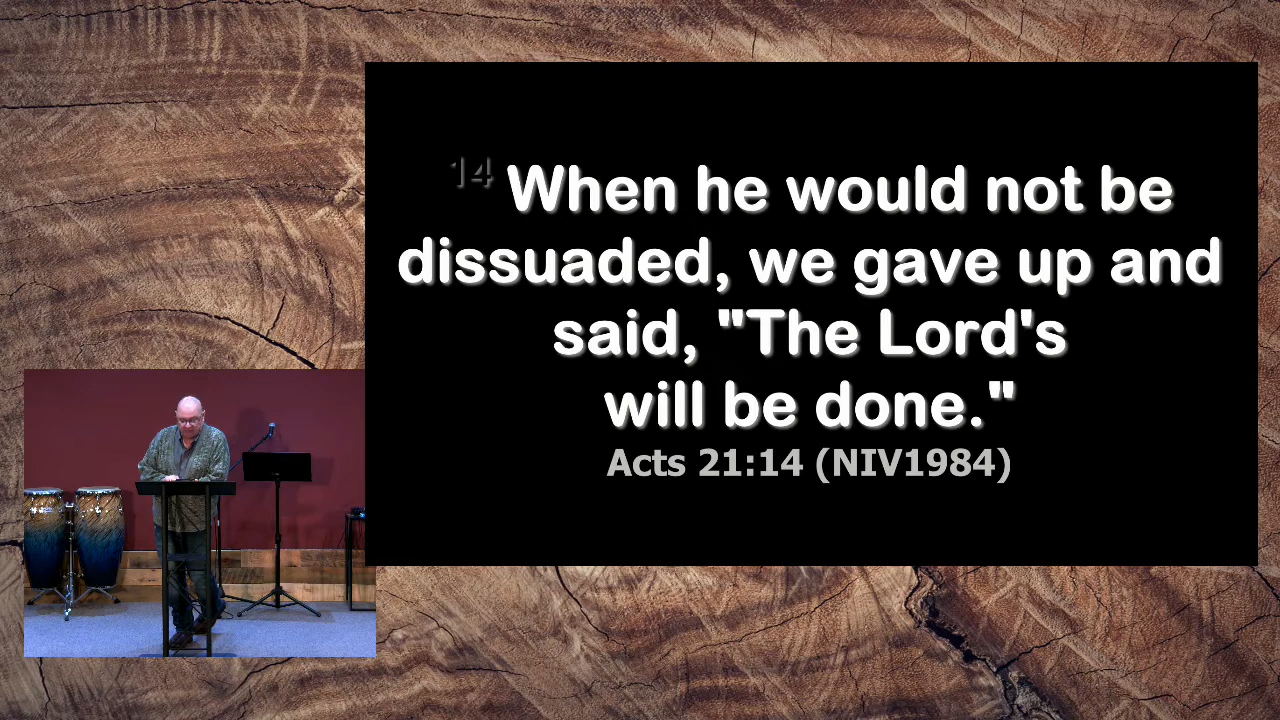 14 When he would not be
dissuaded, we gave up and
said, "The Lord's
will be done."
Acts 21:14 (NIV1984)